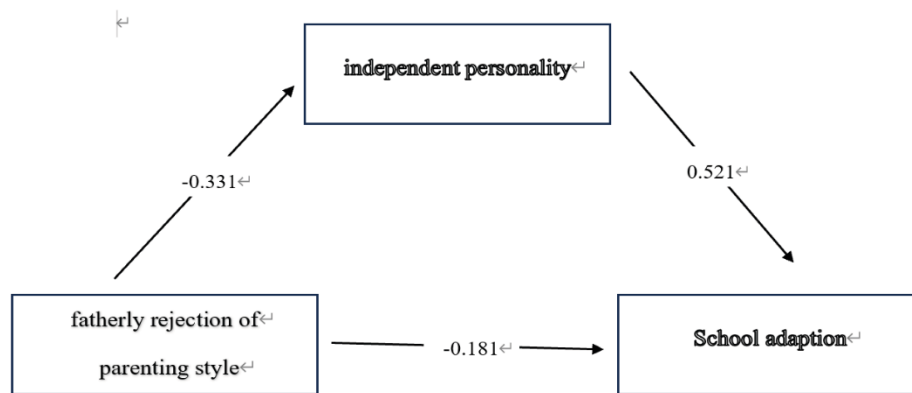 independent personality
-0.331
0.521
fatherly rejection of
parenting style
-0.181
School adaption